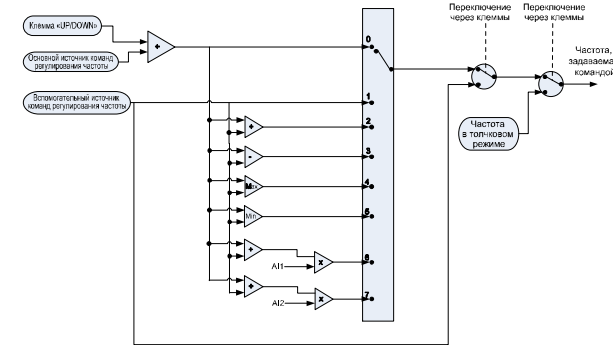 Переключение
через клеммы
Переключение
через клеммы
Клемма «UP/DOWN»
Основной источник команд
регулирования частоты
Вспомогательный источник
команд регулирования частоты
+
0
1
+
2
-
3
Max
4
Min
5
+
AI1
x
6
+
AI2
x
7
Частота,
задаваема
командой
Частота
в толчковом
режиме